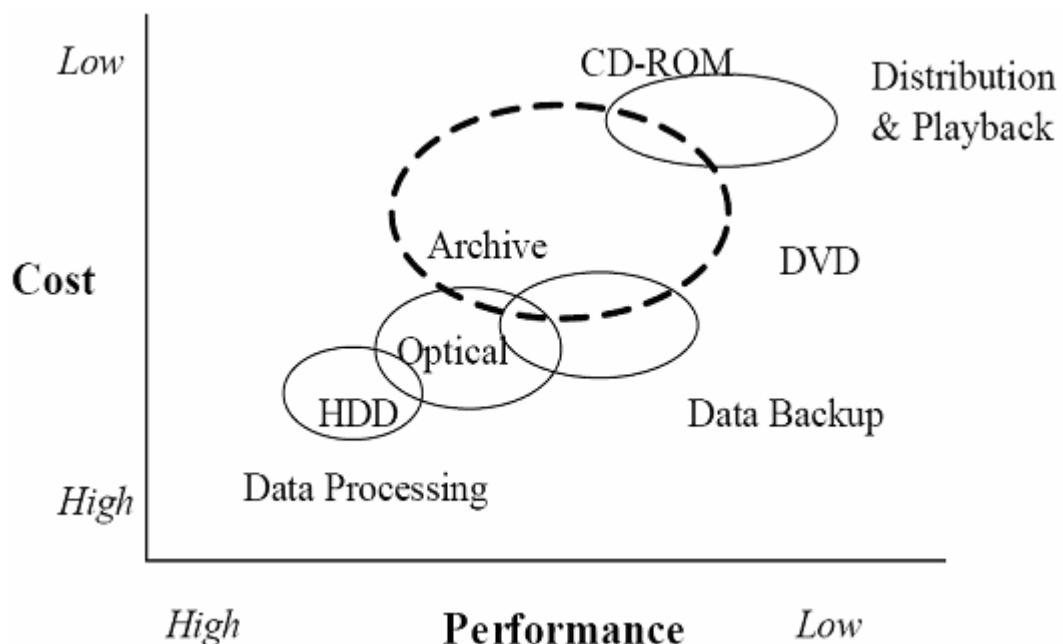 Low
CD-ROM
Distribution
& Playback
Archive
DVD
Cost
Optical
HDD
Data Backup
Data Processing
High
High
Performance
Low